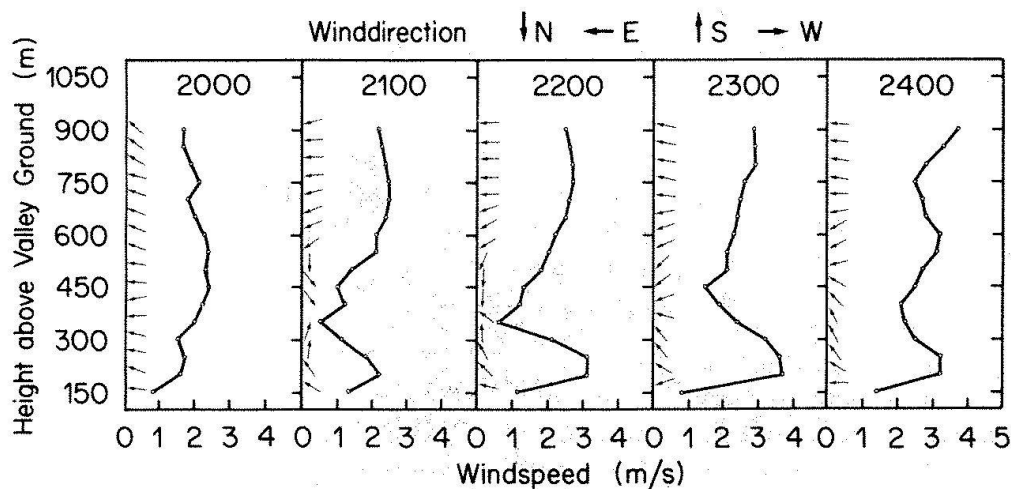 Winddirection ↓N ←E ↑S →W
Height above Valley Ground (m)
1050
900
750
600
450
300
150
2000 2100 2200 2300 2400
0 1 2 3 4 0 1 2 3 4 0 1 2 3 4 0 1 2 3 4 0 1 2 3 4 5
Windspeed (m/s)